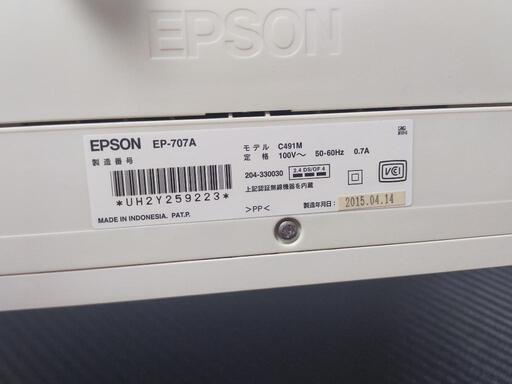 EPSON
EPSON EP-707A
製造番号
*UH2Y259223*
MADE IN INDONESIA. PAT.P.
モデル C491M
定格 100V～ 50-60Hz 0.7A
204-330030 2.4 DS/OF 4
上記認証無線機器を内蔵
>PP<
VCI
製造年月日: 2015.04.14